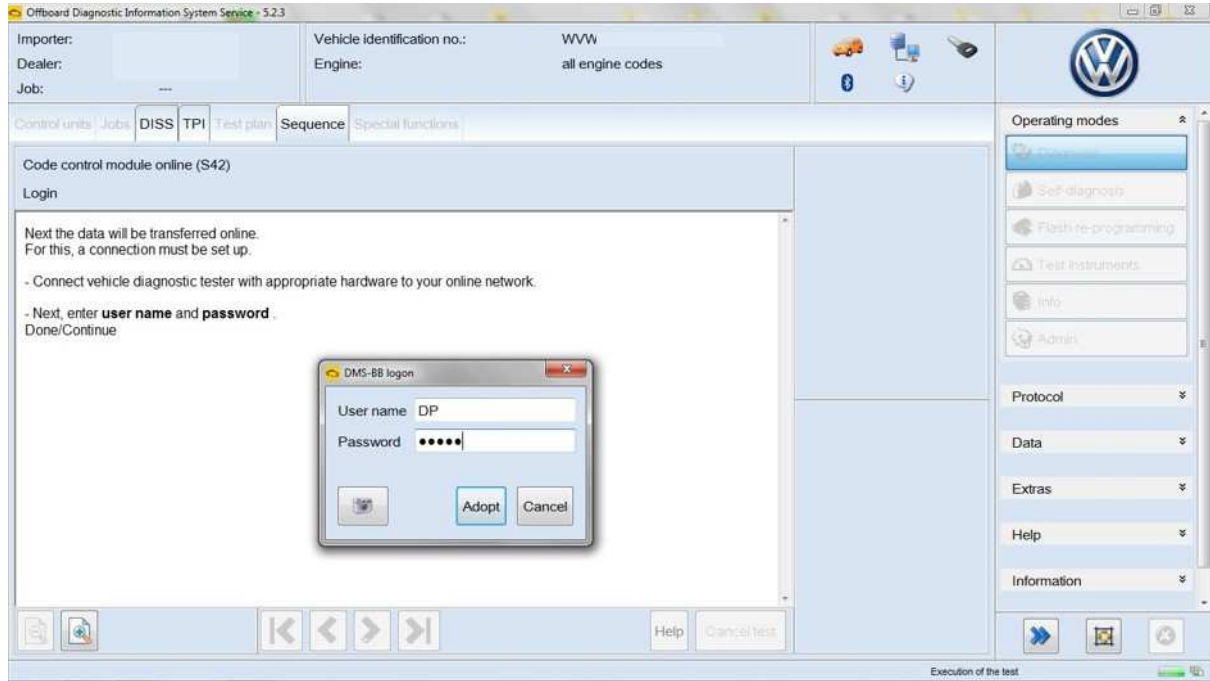 Offboard Diagnostic Information System Service - 5.2.3
Importer:
Dealer:
Job: ---
Vehicle identification no.: WVW
Engine: all engine codes
Control units Jobs DISS TPI Test plan Sequence Special functions
Code control module online (S42)
Login
Next the data will be transferred online.
For this, a connection must be set up.
- Connect vehicle diagnostic tester with appropriate hardware to your online network.
- Next, enter user name and password .
Done/Continue
DMS-BB logon
User name DP
Password •••••
Adopt Cancel
Help Cancel test
Operating modes
Diagnosis
Self-diagnosis
Flash re-programming
Test instruments
Info
Admin
Protocol
Data
Extras
Help
Information
Execution of the test